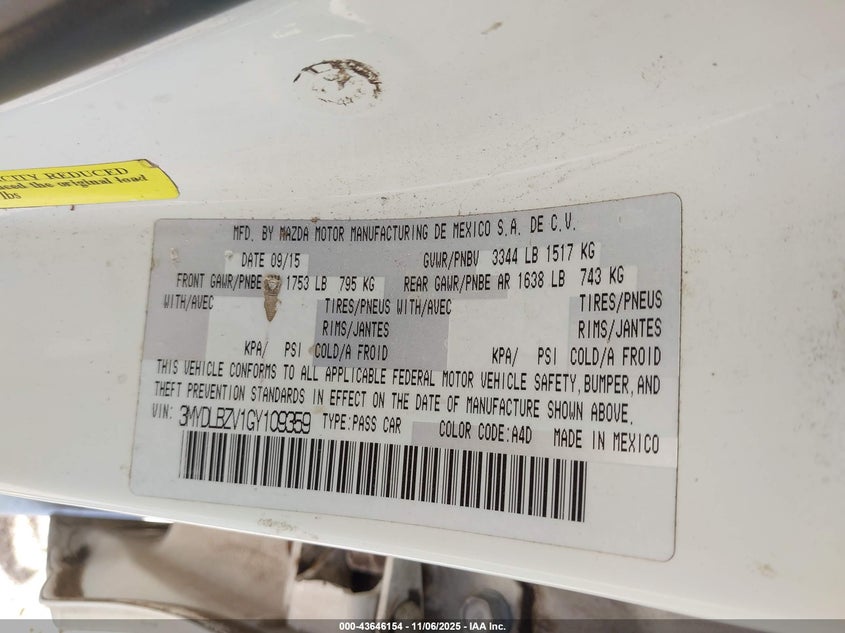 CITY REDUCED
the original load
lbs
MFD. BY MAZDA MOTOR MANUFACTURING DE MEXICO S.A. DE C.V.
DATE 09/15 GVWR/PNBV 3344 LB 1517 KG
FRONT GAWR/PNBE 1753 LB 795 KG REAR GAWR/PNBE AR 1638 LB 743 KG
WITH/AVEC TIRES/PNEUS WITH/AVEC TIRES/PNEUS
RIMS/JANTES RIMS/JANTES
KPA/ PSI COLD/A FROID KPA/ PSI COLD/A FROID
THIS VEHICLE CONFORMS TO ALL APPLICABLE FEDERAL MOTOR VEHICLE SAFETY, BUMPER, AND
THEFT PREVENTION STANDARDS IN EFFECT ON THE DATE OF MANUFACTURE SHOWN ABOVE.
VIN: 3MYDLBZV1GY109359 TYPE: PASS CAR COLOR CODE: A4D MADE IN MEXICO
000-43646154 - 11/06/2025 - IAA Inc.